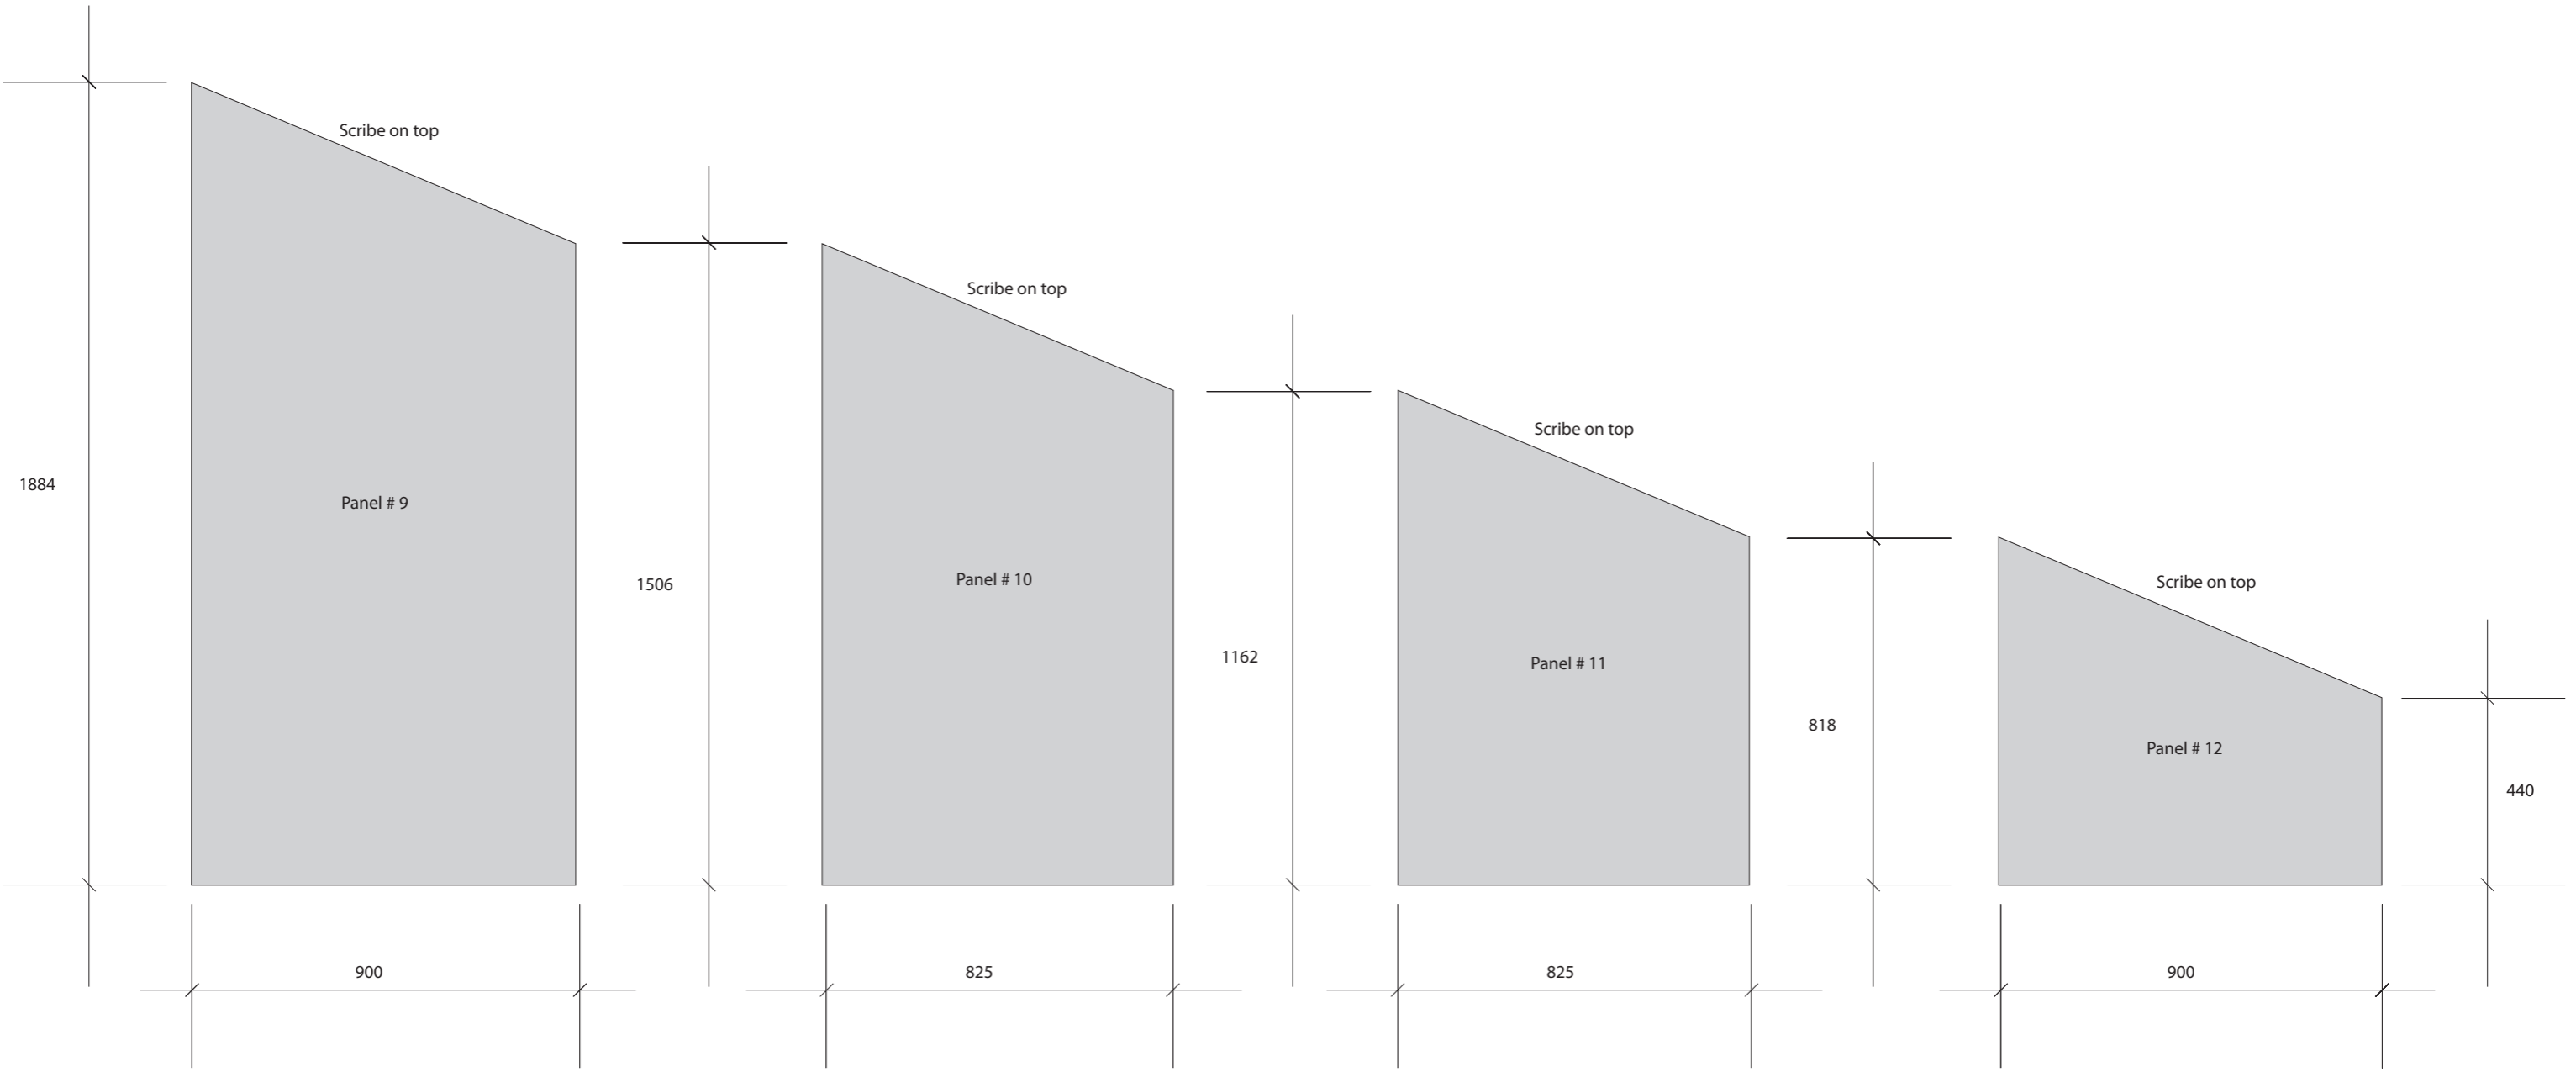 Scribe on top
1884
Panel # 9
900
Scribe on top
1506
Panel # 10
825
Scribe on top
1162
Panel # 11
825
Scribe on top
818
Panel # 12
440
900